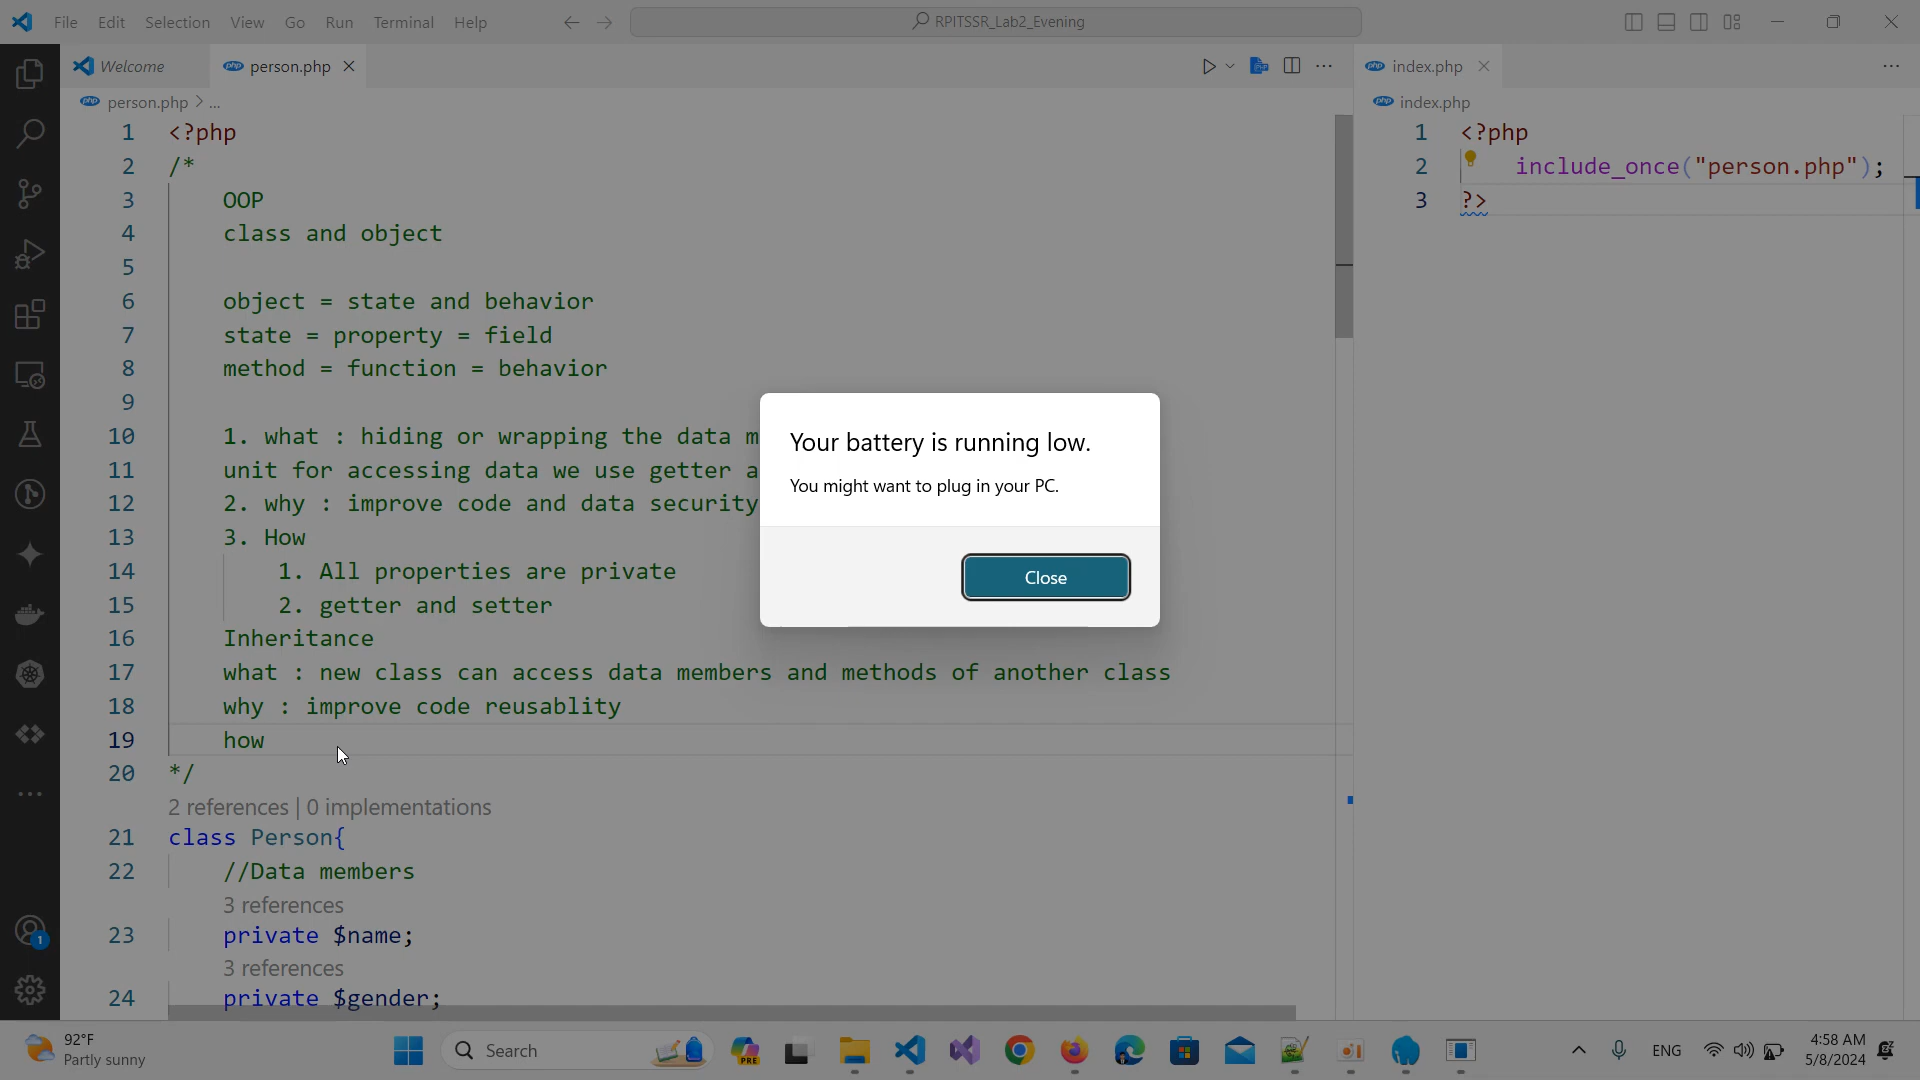 File Edit Selection View Go Run Terminal Help
RPITSSR_Lab2_Evening
Welcome
person.php
index.php
person.php > ...
index.php
1 <?php
2 /*
3 OOP
4 class and object
5
6 object = state and behavior
7 state = property = field
8 method = function = behavior
9
10 1. what : hiding or wrapping the data m
11 unit for accessing data we use getter a
12 2. why : improve code and data security
13 3. How
14 1. All properties are private
15 2. getter and setter
16 Inheritance
17 what : new class can access data members and methods of another class
18 why : improve code reusablity
19 how
20 */
2 references | 0 implementations
21 class Person{
22 //Data members
3 references
23 private $name;
3 references
24 private $gender;
1 <?php
2 include_once("person.php");
3 ?>
Your battery is running low.
You might want to plug in your PC.
Close
1
92°F
Partly sunny
Search
PRE
ENG
4:58 AM
5/8/2024